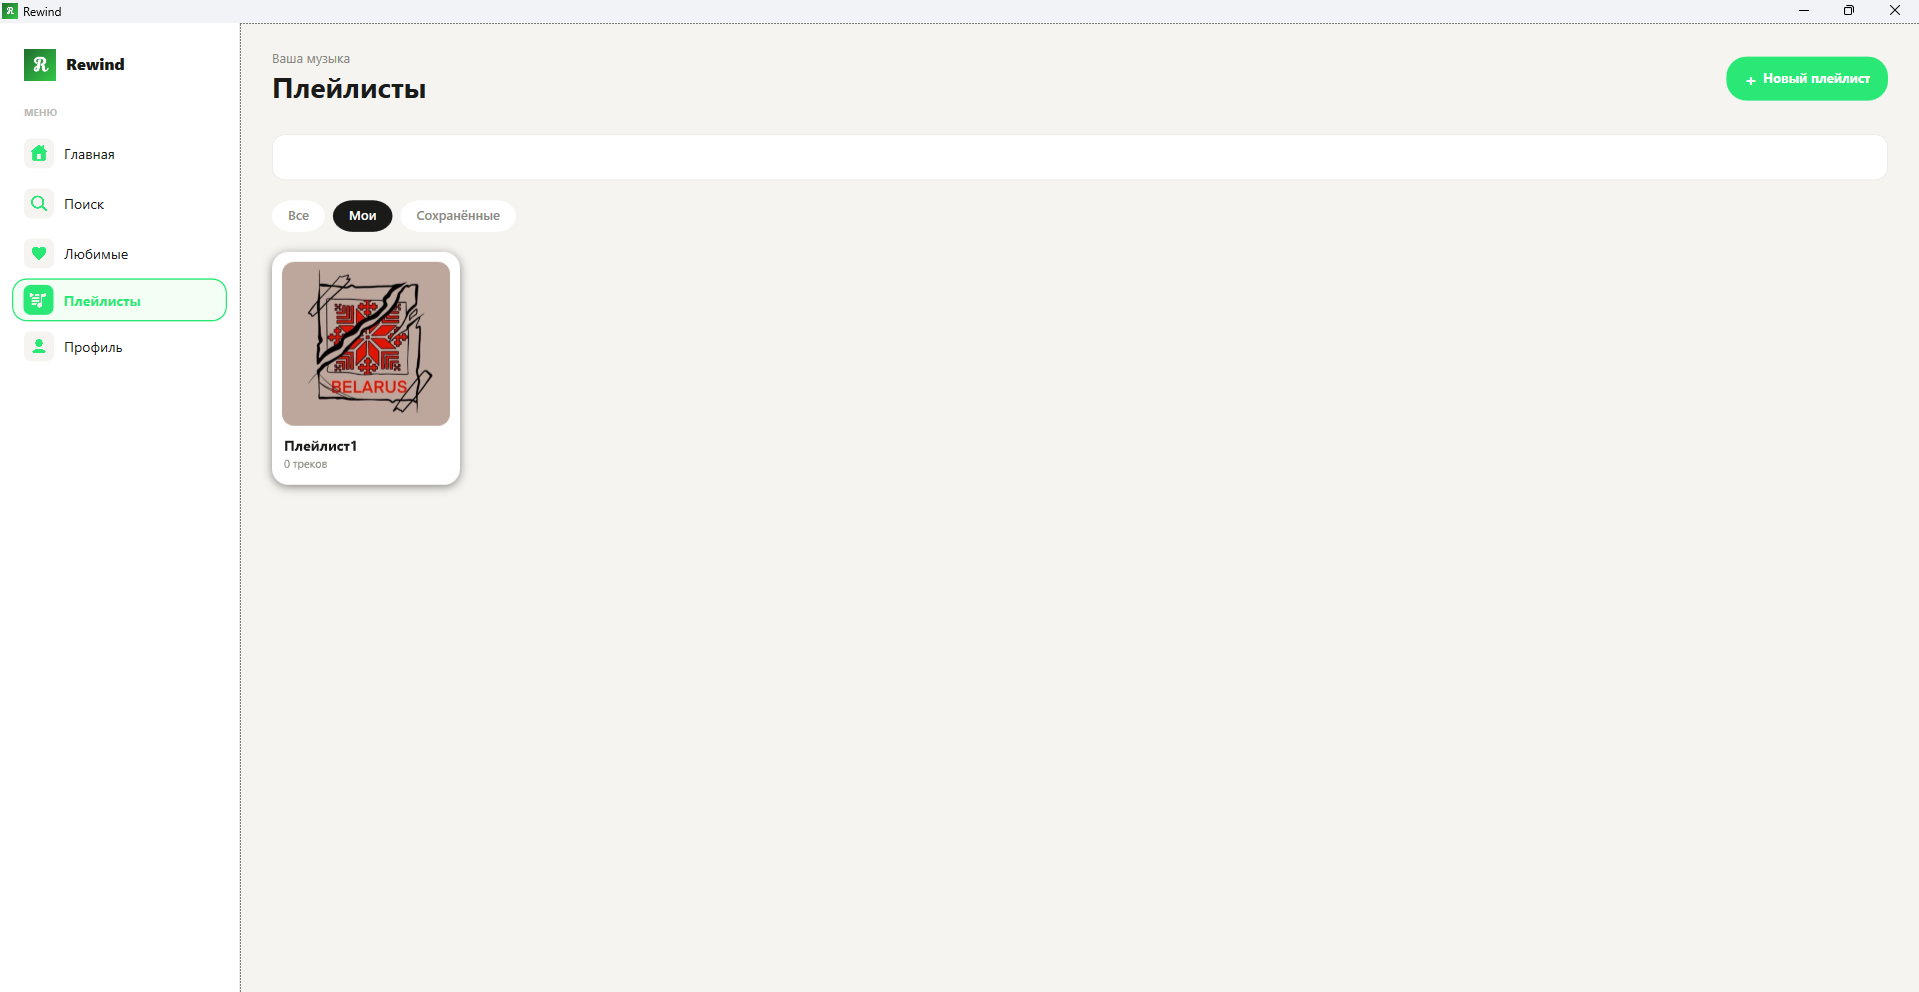 Rewind
Rewind
МЕНЮ
Главная
Поиск
Любимые
Плейлисты
Профиль
Ваша музыка
Плейлисты
+ Новый плейлист
Все
Мои
Сохранённые
BELARUS
Плейлист1
0 треков